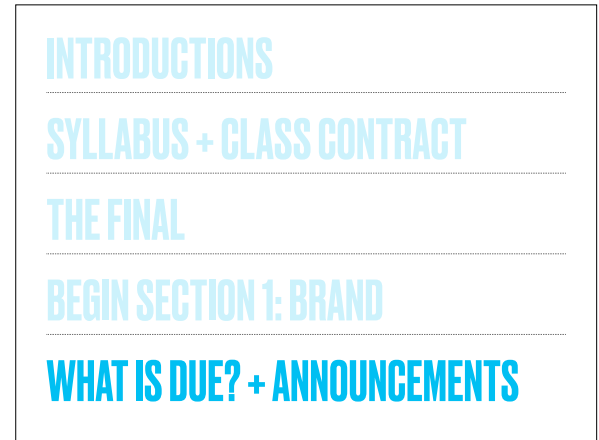 INTRODUCTIONS
SYLLABUS + CLASS CONTRACT
THE FINAL
BEGIN SECTION 1: BRAND
WHAT IS DUE? + ANNOUNCEMENTS